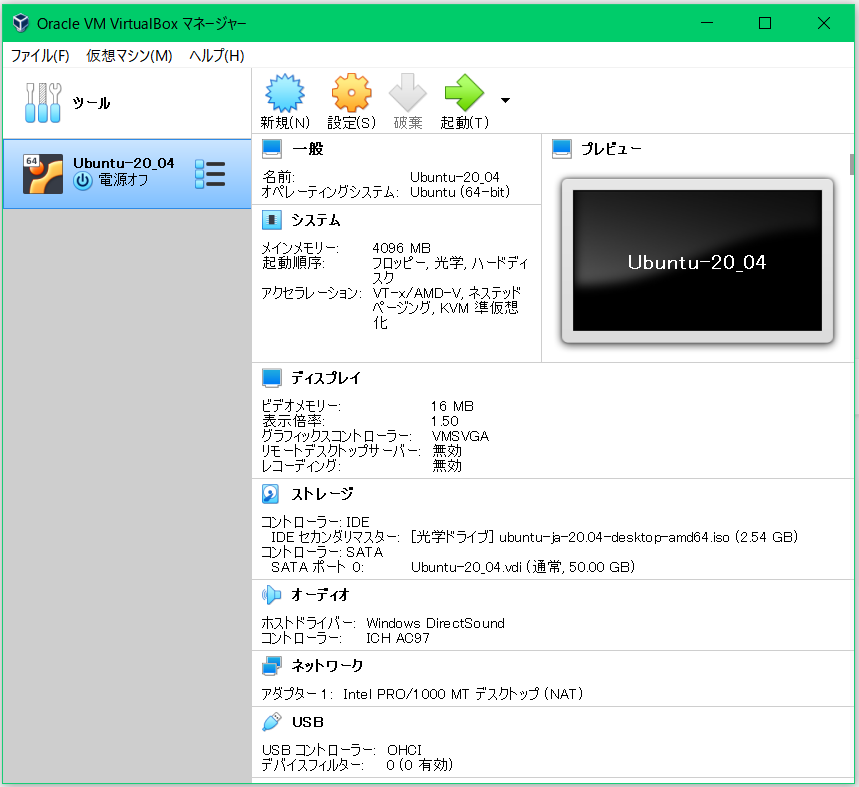 Oracle VM VirtualBox マネージャー
ファイル(F) 仮想マシン(M) ヘルプ(H)
ツール
新規(N) 設定(S) 破棄 起動(T)
64
Ubuntu-20_04
電源オフ
一般
名前: Ubuntu-20_04
オペレーティングシステム: Ubuntu (64-bit)
システム
メインメモリー: 4096 MB
起動順序: フロッピー, 光学, ハードディ
スク
アクセラレーション: VT-x/AMD-V, ネステッド
ページング, KVM 準仮想
化
プレビュー
Ubuntu-20_04
ディスプレイ
ビデオメモリー: 16 MB
表示倍率: 1.50
グラフィックスコントローラー: VMSVGA
リモートデスクトップサーバー: 無効
レコーディング: 無効
ストレージ
コントローラー: IDE
IDE セカンダリマスター: [光学ドライブ] ubuntu-ja-20.04-desktop-amd64.iso (2.54 GB)
コントローラー: SATA
SATA ポート 0: Ubuntu-20_04.vdi (通常, 50.00 GB)
オーディオ
ホストドライバー: Windows DirectSound
コントローラー: ICH AC97
ネットワーク
アダプター 1: Intel PRO/1000 MT デスクトップ (NAT)
USB
USB コントローラー: OHCI
デバイスフィルター: 0 (0 有効)